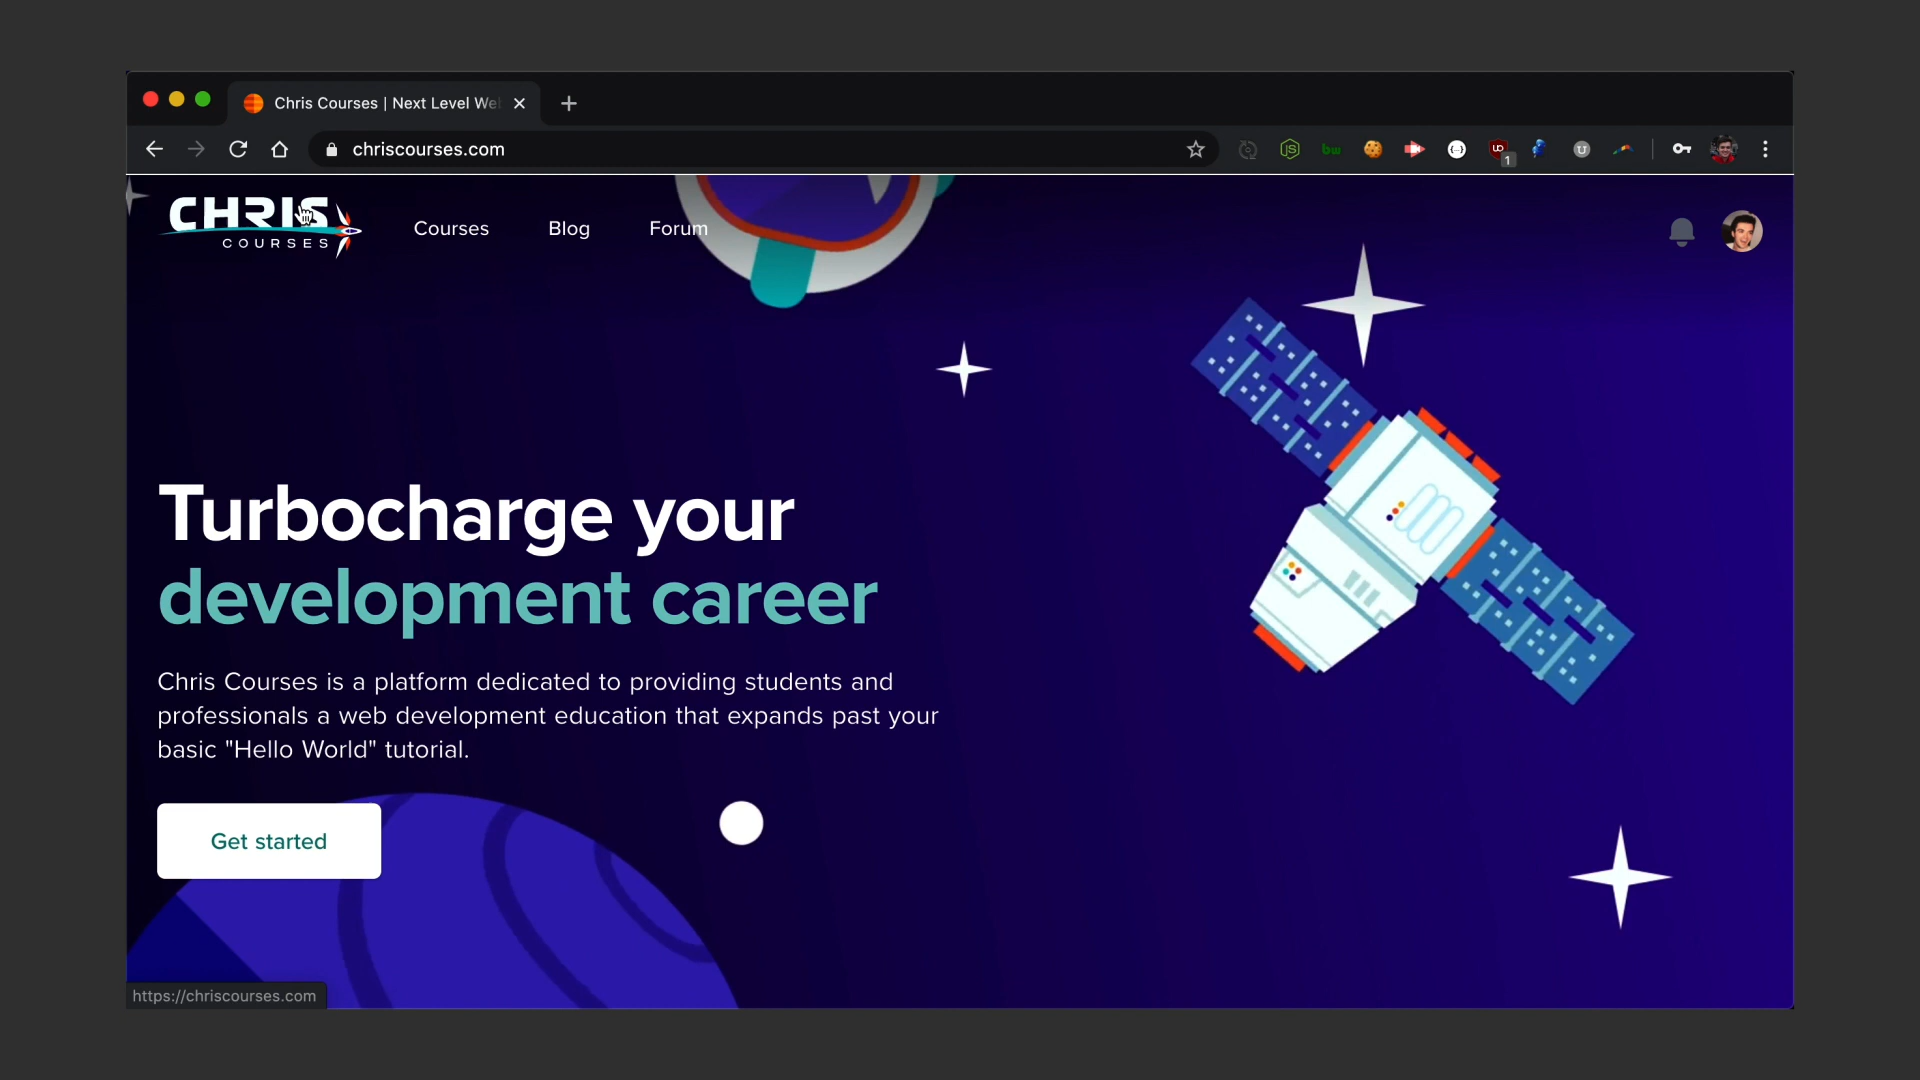 Chris Courses | Next Level We
chriscourses.com
1
CHRIS
COURSES
Courses
Blog
Forum
Turbocharge your
development career
Chris Courses is a platform dedicated to providing students and
professionals a web development education that expands past your
basic "Hello World" tutorial.
Get started
https://chriscourses.com